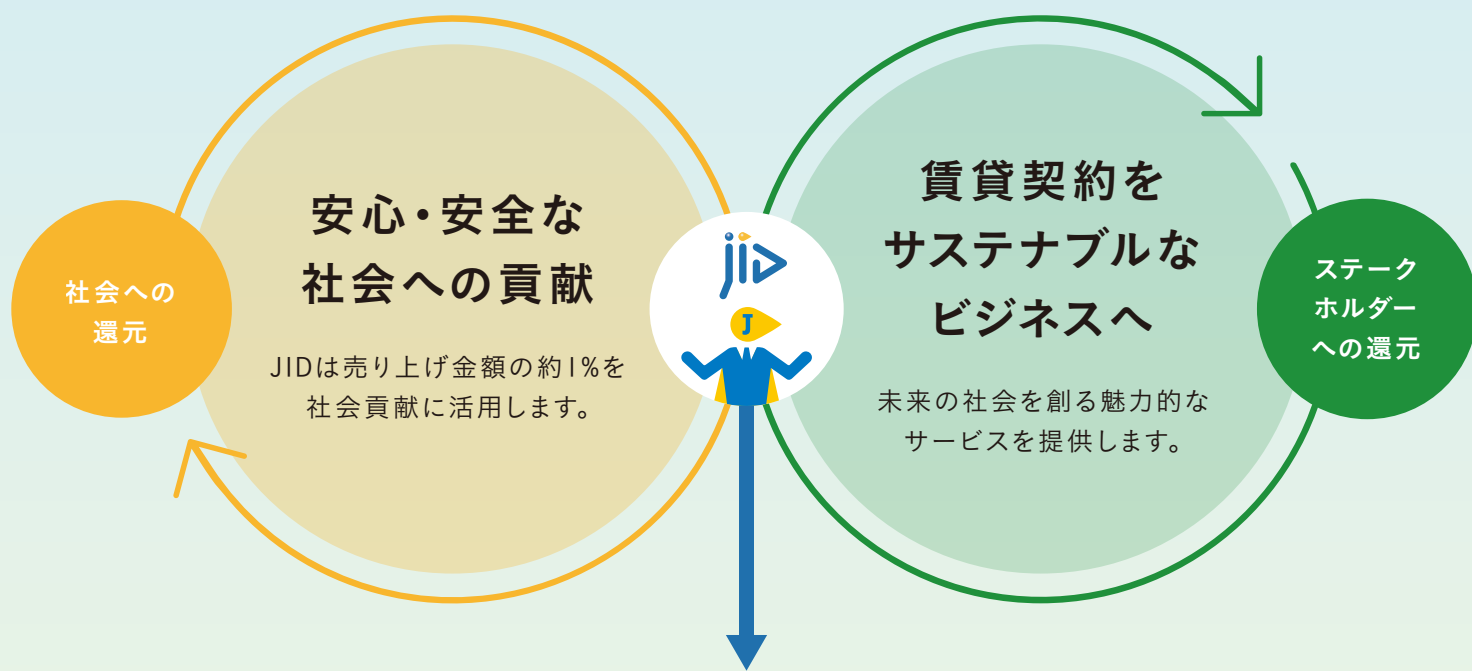 社会への
還元
安心・安全な
社会への貢献
JIDは売り上げ金額の約1%を
社会貢献に活用します。
jID
J
賃貸契約を
サステナブルな
ビジネスへ
未来の社会を創る魅力的な
サービスを提供します。
ステーク
ホルダー
への還元